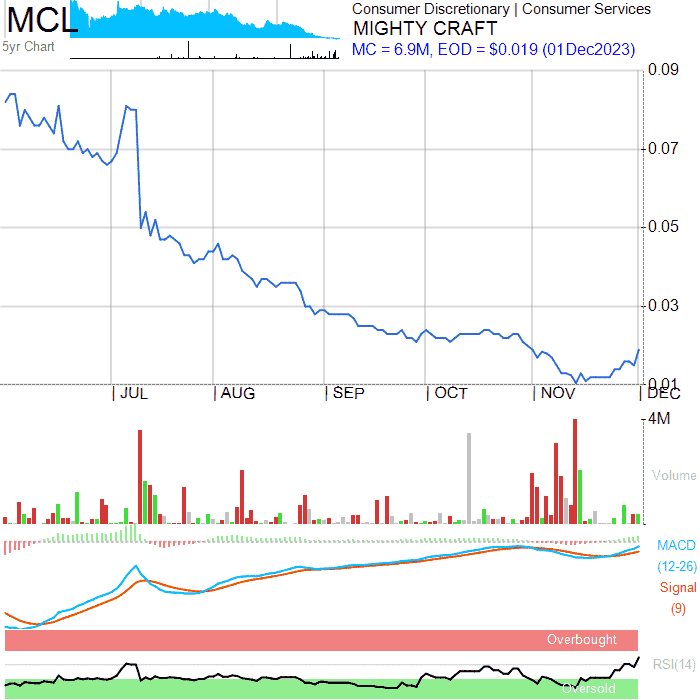 MCL
5yr Chart
Consumer Discretionary | Consumer Services
MIGHTY CRAFT
MC = 6.9M, EOD = $0.019 (01Dec2023)
0.09
0.07
0.05
0.03
0.01
JUL AUG SEP OCT NOV DEC
4M
Volume
MACD
(12-26)
Signal
(9)
Overbought
RSI(14)
Oversold